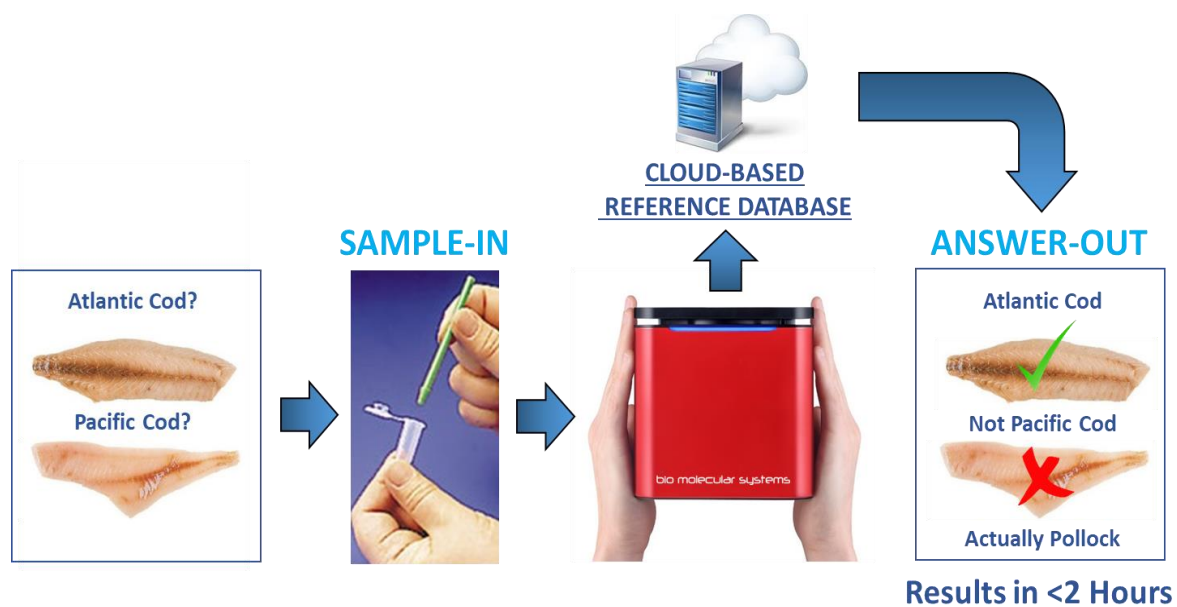 Atlantic Cod?
Pacific Cod?
SAMPLE-IN
bio molecular systems
CLOUD-BASED
REFERENCE DATABASE
ANSWER-OUT
Atlantic Cod
Not Pacific Cod
Actually Pollock
Results in <2 Hours